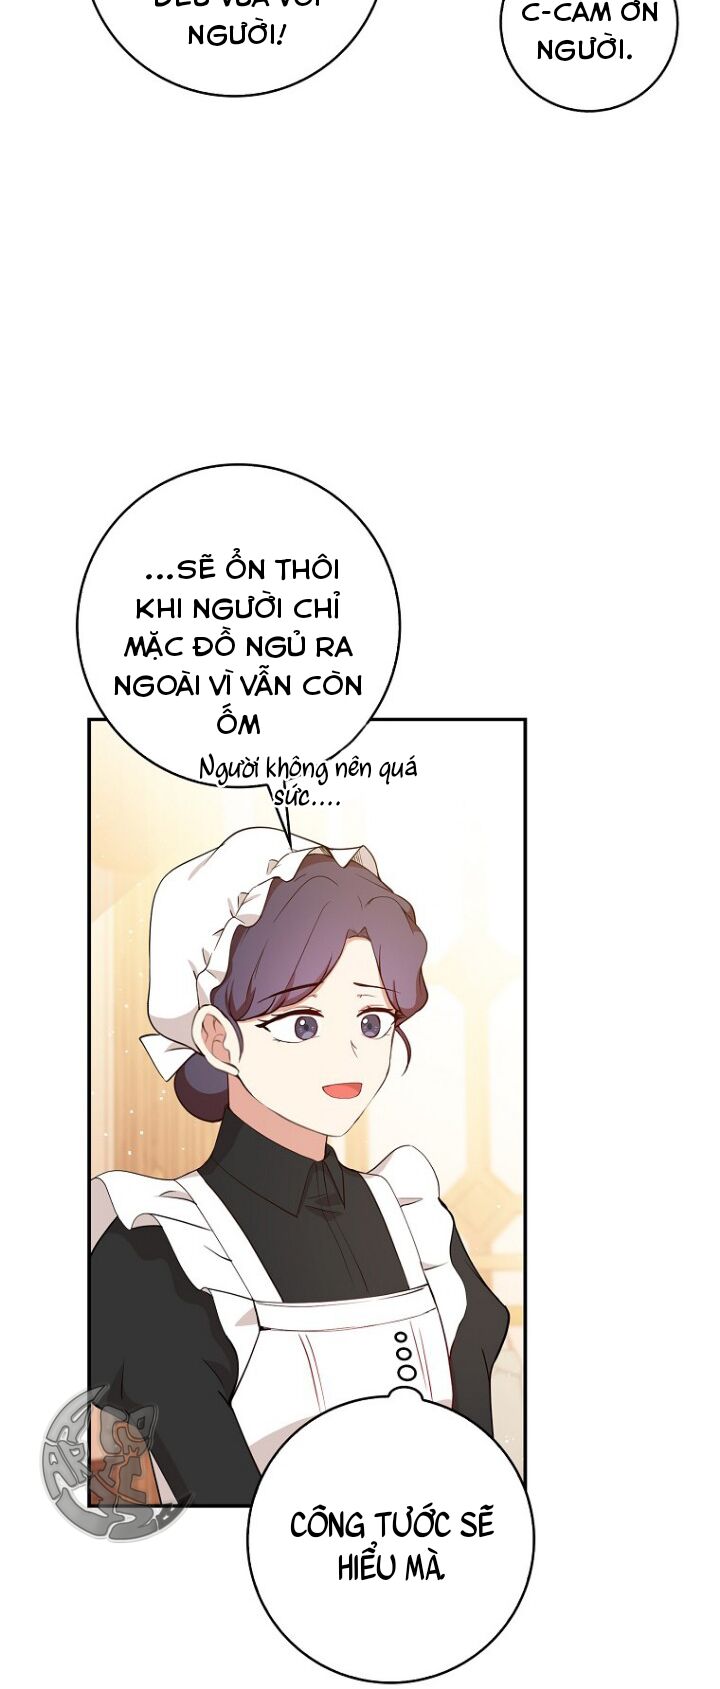 NGƯỜI!
C-CẢM ƠN
NGƯỜI.
...SẼ ỔN THÔI
KHI NGƯỜI CHỈ
MẶC ĐỒ NGỦ RA
NGOÀI VÌ VẪN CÒN
ỐM
Người không nên quá
sức....
CÔNG TƯỚC SẼ
HIỂU MÀ.